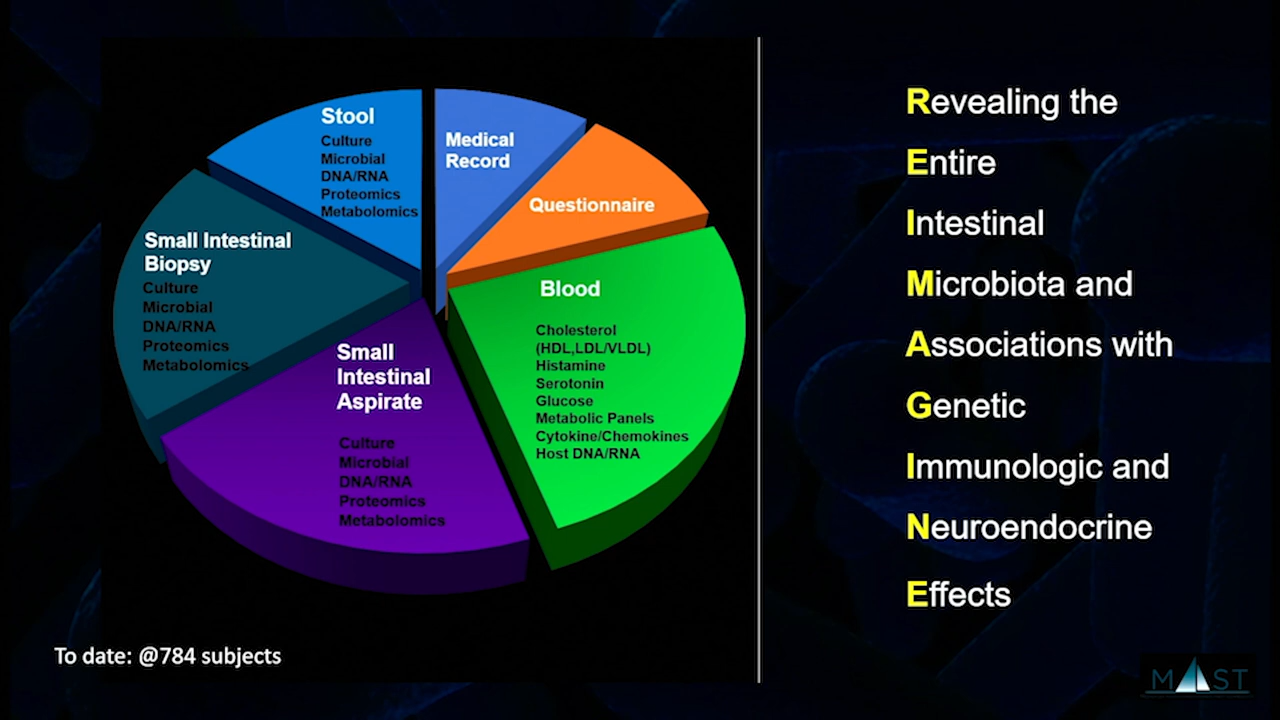 Stool
Culture
Microbial
DNA/RNA
Proteomics
Metabolomics
Medical
Record
Questionnaire
Small Intestinal
Biopsy
Culture
Microbial
DNA/RNA
Proteomics
Metabolomics
Blood
Cholesterol
(HDL,LDL/VLDL)
Histamine
Serotonin
Glucose
Metabolic Panels
Cytokine/Chemokines
Host DNA/RNA
Small
Intestinal
Aspirate
Culture
Microbial
DNA/RNA
Proteomics
Metabolomics
To date: @784 subjects
Revealing the
Entire
Intestinal
Microbiota and
Associations with
Genetic
Immunologic and
Neuroendocrine
Effects
MAST